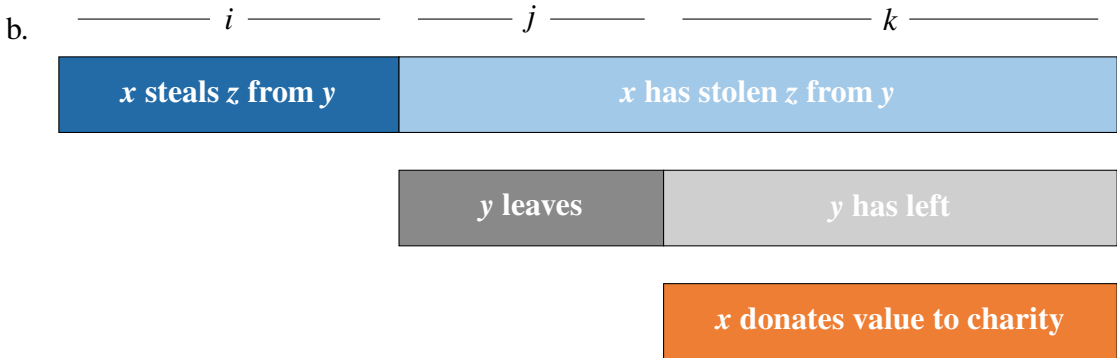 b.
i j k
x steals z from y x has stolen z from y
y leaves y has left
x donates value to charity